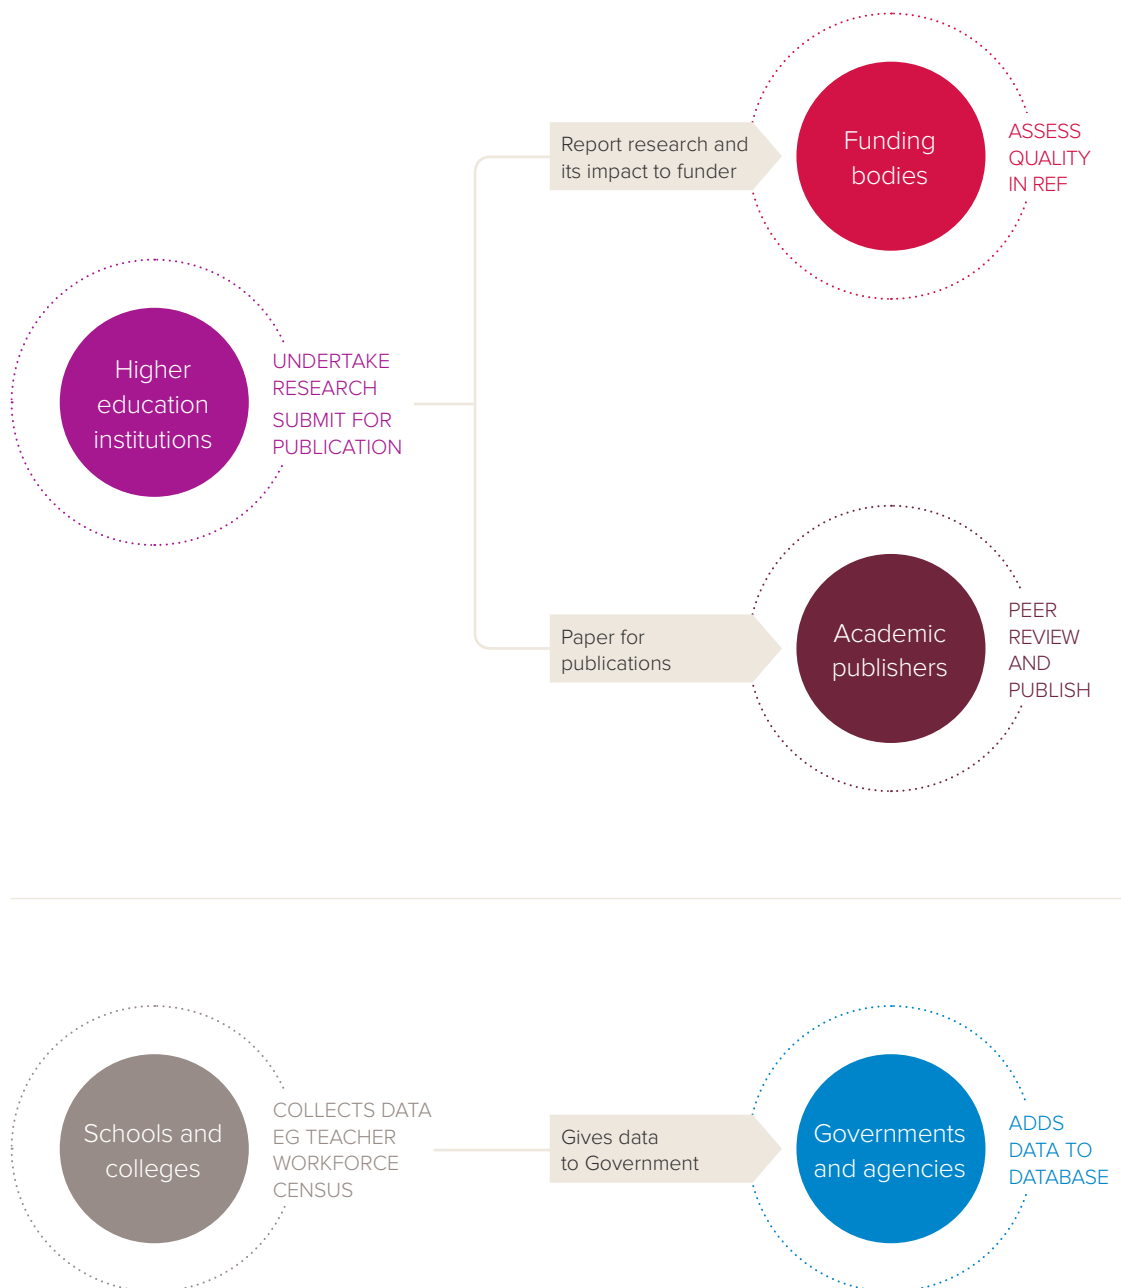 Report research and
its impact to funder
Funding
bodies
ASSESS
QUALITY
IN REF
Higher
education
institutions
UNDERTAKE
RESEARCH
SUBMIT FOR
PUBLICATION
Paper for
publications
Academic
publishers
PEER
REVIEW
AND
PUBLISH
Schools and
colleges
COLLECTS DATA
EG TEACHER
WORKFORCE
CENSUS
Gives data
to Government
Governments
and agencies
ADDS
DATA TO
DATABASE